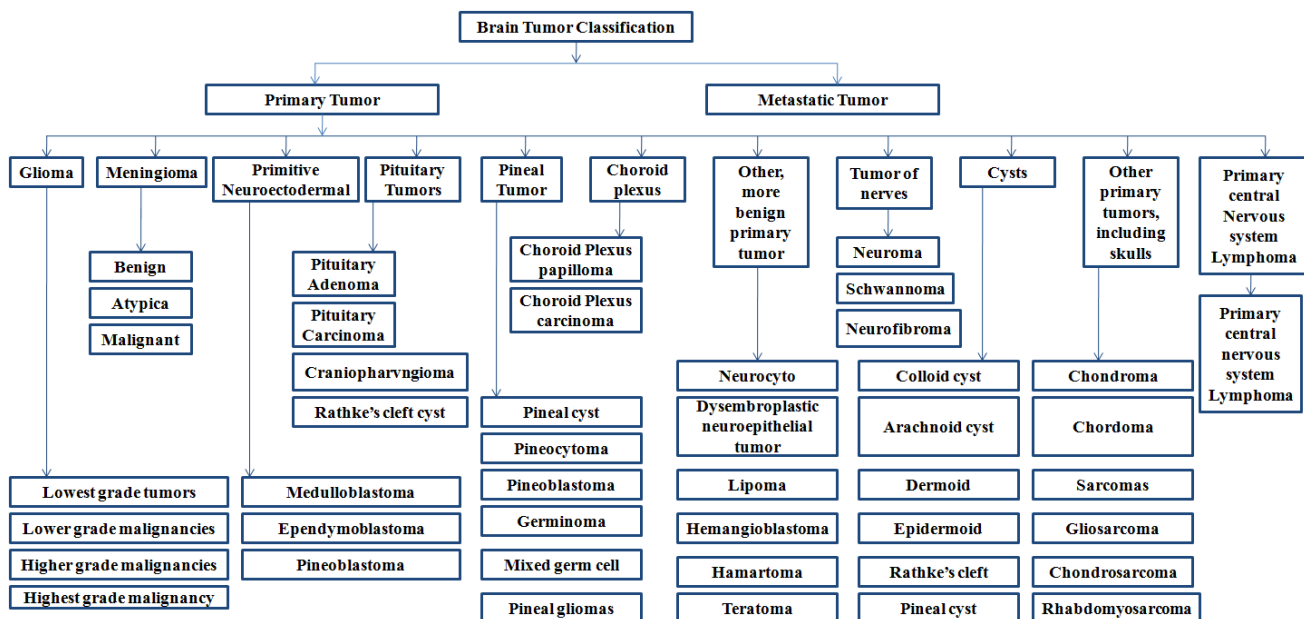 Brain Tumor Classification
Primary Tumor
Metastatic Tumor
Glioma
Meningioma
Primitive
Neuroectodermal
Pituitary
Tumors
Pineal
Tumor
Choroid
plexus
Other,
more
benign
primary
tumor
Tumor of
nerves
Cysts
Other
primary
tumors,
including
skulls
Primary
central
Nervous
system
Lymphoma
Lowest grade tumors
Lower grade malignancies
Higher grade malignancies
Highest grade malignancy
Benign
Atypica
Malignant
Medulloblastoma
Ependymoblastoma
Pineoblastoma
Pituitary
Adenoma
Pituitary
Carcinoma
Craniopharvngioma
Rathke's cleft cyst
Pineal cyst
Pineocytoma
Pineoblastoma
Germinoma
Mixed germ cell
Pineal gliomas
Choroid Plexus
papilloma
Choroid Plexus
carcinoma
Neurocyto
Dysembroplastic
neuroepithelial
tumor
Lipoma
Hemangioblastoma
Hamartoma
Teratoma
Neuroma
Schwannoma
Neurofibroma
Colloid cyst
Arachnoid cyst
Dermoid
Epidermoid
Rathke's cleft
Pineal cyst
Chondroma
Chordoma
Sarcomas
Gliosarcoma
Chondrosarcoma
Rhabdomyosarcoma
Primary
central
nervous
system
Lymphoma